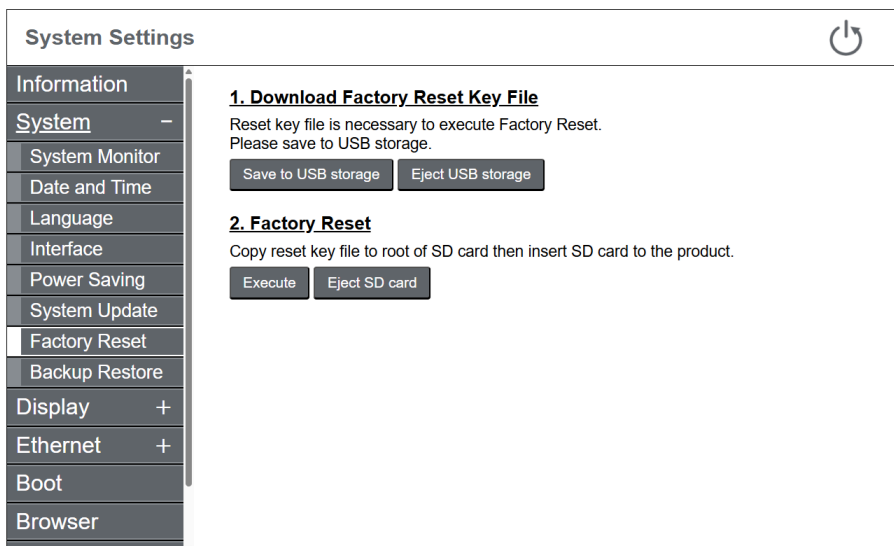 System Settings
Information
System −
System Monitor
Date and Time
Language
Interface
Power Saving
System Update
Factory Reset
Backup Restore
Display +
Ethernet +
Boot
Browser
1. Download Factory Reset Key File
Reset key file is necessary to execute Factory Reset.
Please save to USB storage.
Save to USB storage Eject USB storage
2. Factory Reset
Copy reset key file to root of SD card then insert SD card to the product.
Execute Eject SD card